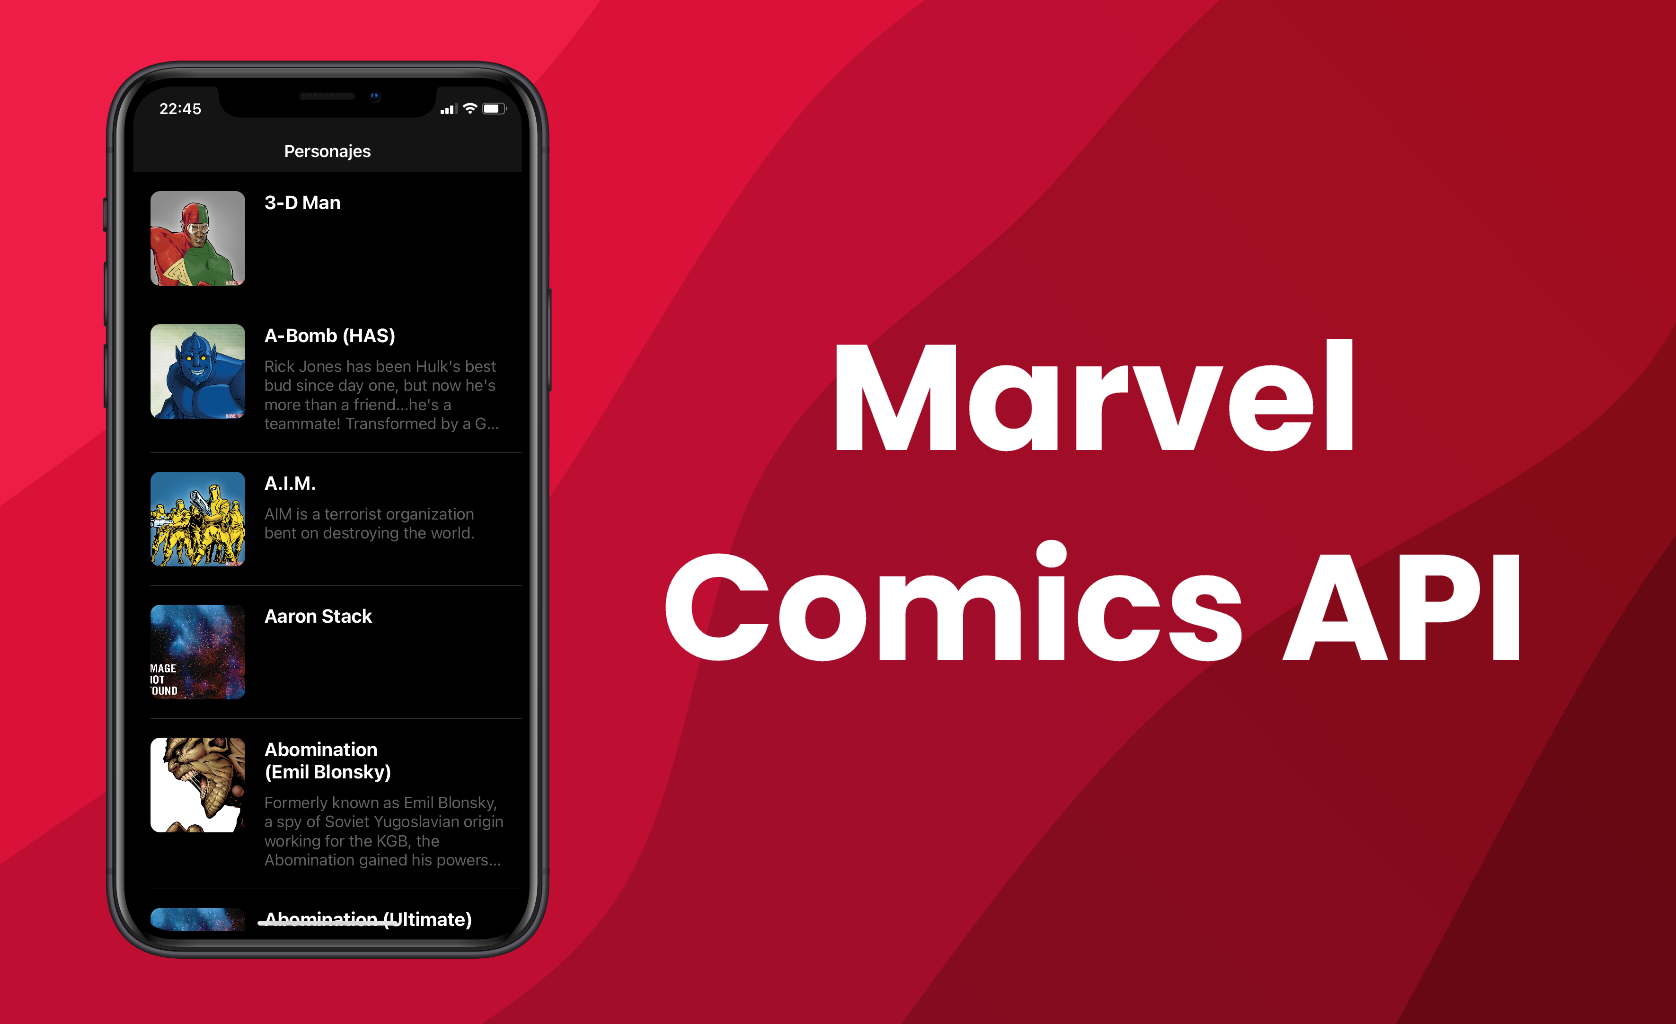 22:45
Personajes
3-D Man
A-Bomb (HAS)
Rick Jones has been Hulk's best
bud since day one, but now he's
more than a friend...he's a
teammate! Transformed by a G...
A.I.M.
AIM is a terrorist organization
bent on destroying the world.
Aaron Stack
MAGE
IOT
OUND
Abomination
(Emil Blonsky)
Formerly known as Emil Blonsky,
a spy of Soviet Yugoslavian origin
working for the KGB, the
Abomination gained his powers...
Abomination (Ultimate)
Marvel
Comics API